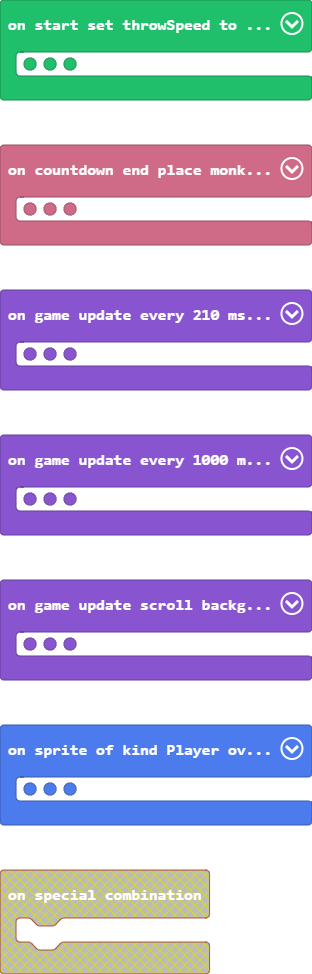 on start set throwSpeed to ...
on countdown end place monk...
on game update every 210 ms...
on game update every 1000 m...
on game update scroll backg...
on sprite of kind Player ov...
on special combination